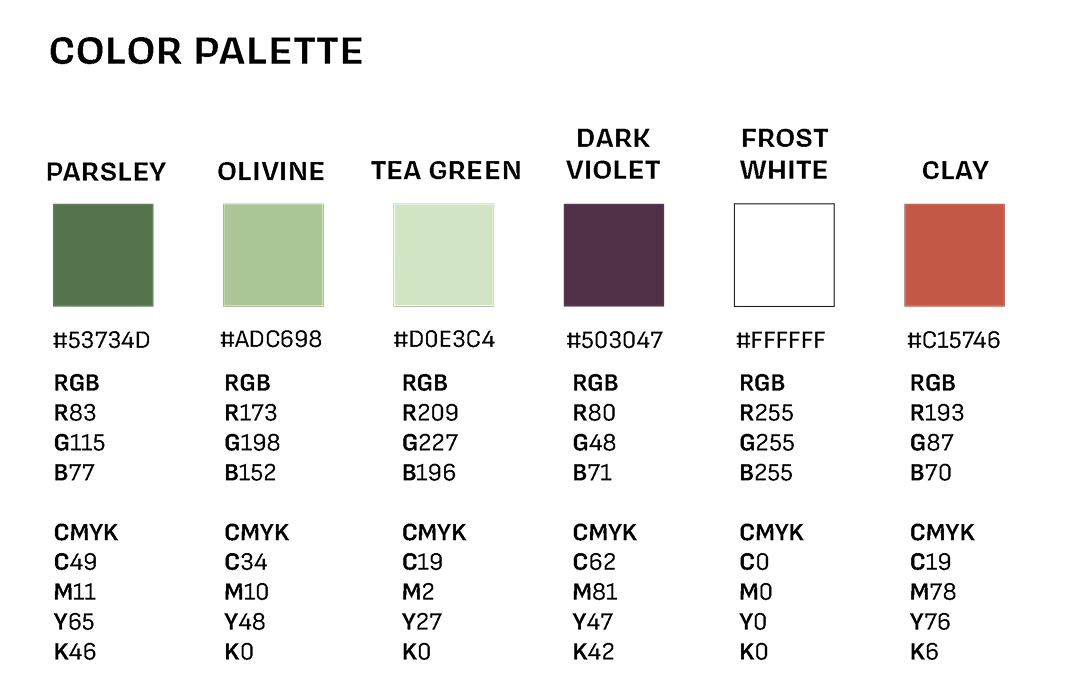 COLOR PALETTE
PARSLEY
#53734D
RGB
R83
G115
B77
CMYK
C49
M11
Y65
K46
OLIVINE
#ADC698
RGB
R173
G198
B152
CMYK
C34
M10
Y48
K0
TEA GREEN
#D0E3C4
RGB
R209
G227
B196
CMYK
C19
M2
Y27
K0
DARK
VIOLET
#503047
RGB
R80
G48
B71
CMYK
C62
M81
Y47
K42
FROST
WHITE
#FFFFFF
RGB
R255
G255
B255
CMYK
C0
M0
Y0
K0
CLAY
#C15746
RGB
R193
G87
B70
CMYK
C19
M78
Y76
K6